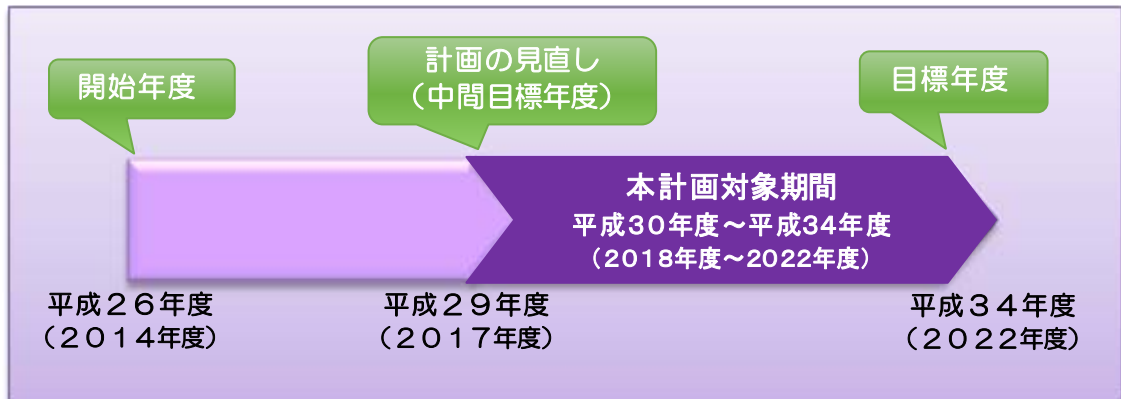 開始年度
計画の見直し
（中間目標年度）
目標年度
本計画対象期間
平成30年度～平成34年度
（2018年度～2022年度）
平成２６年度
（２０１４年度）
平成２９年度
（２０１７年度）
平成３４年度
（２０２２年度）